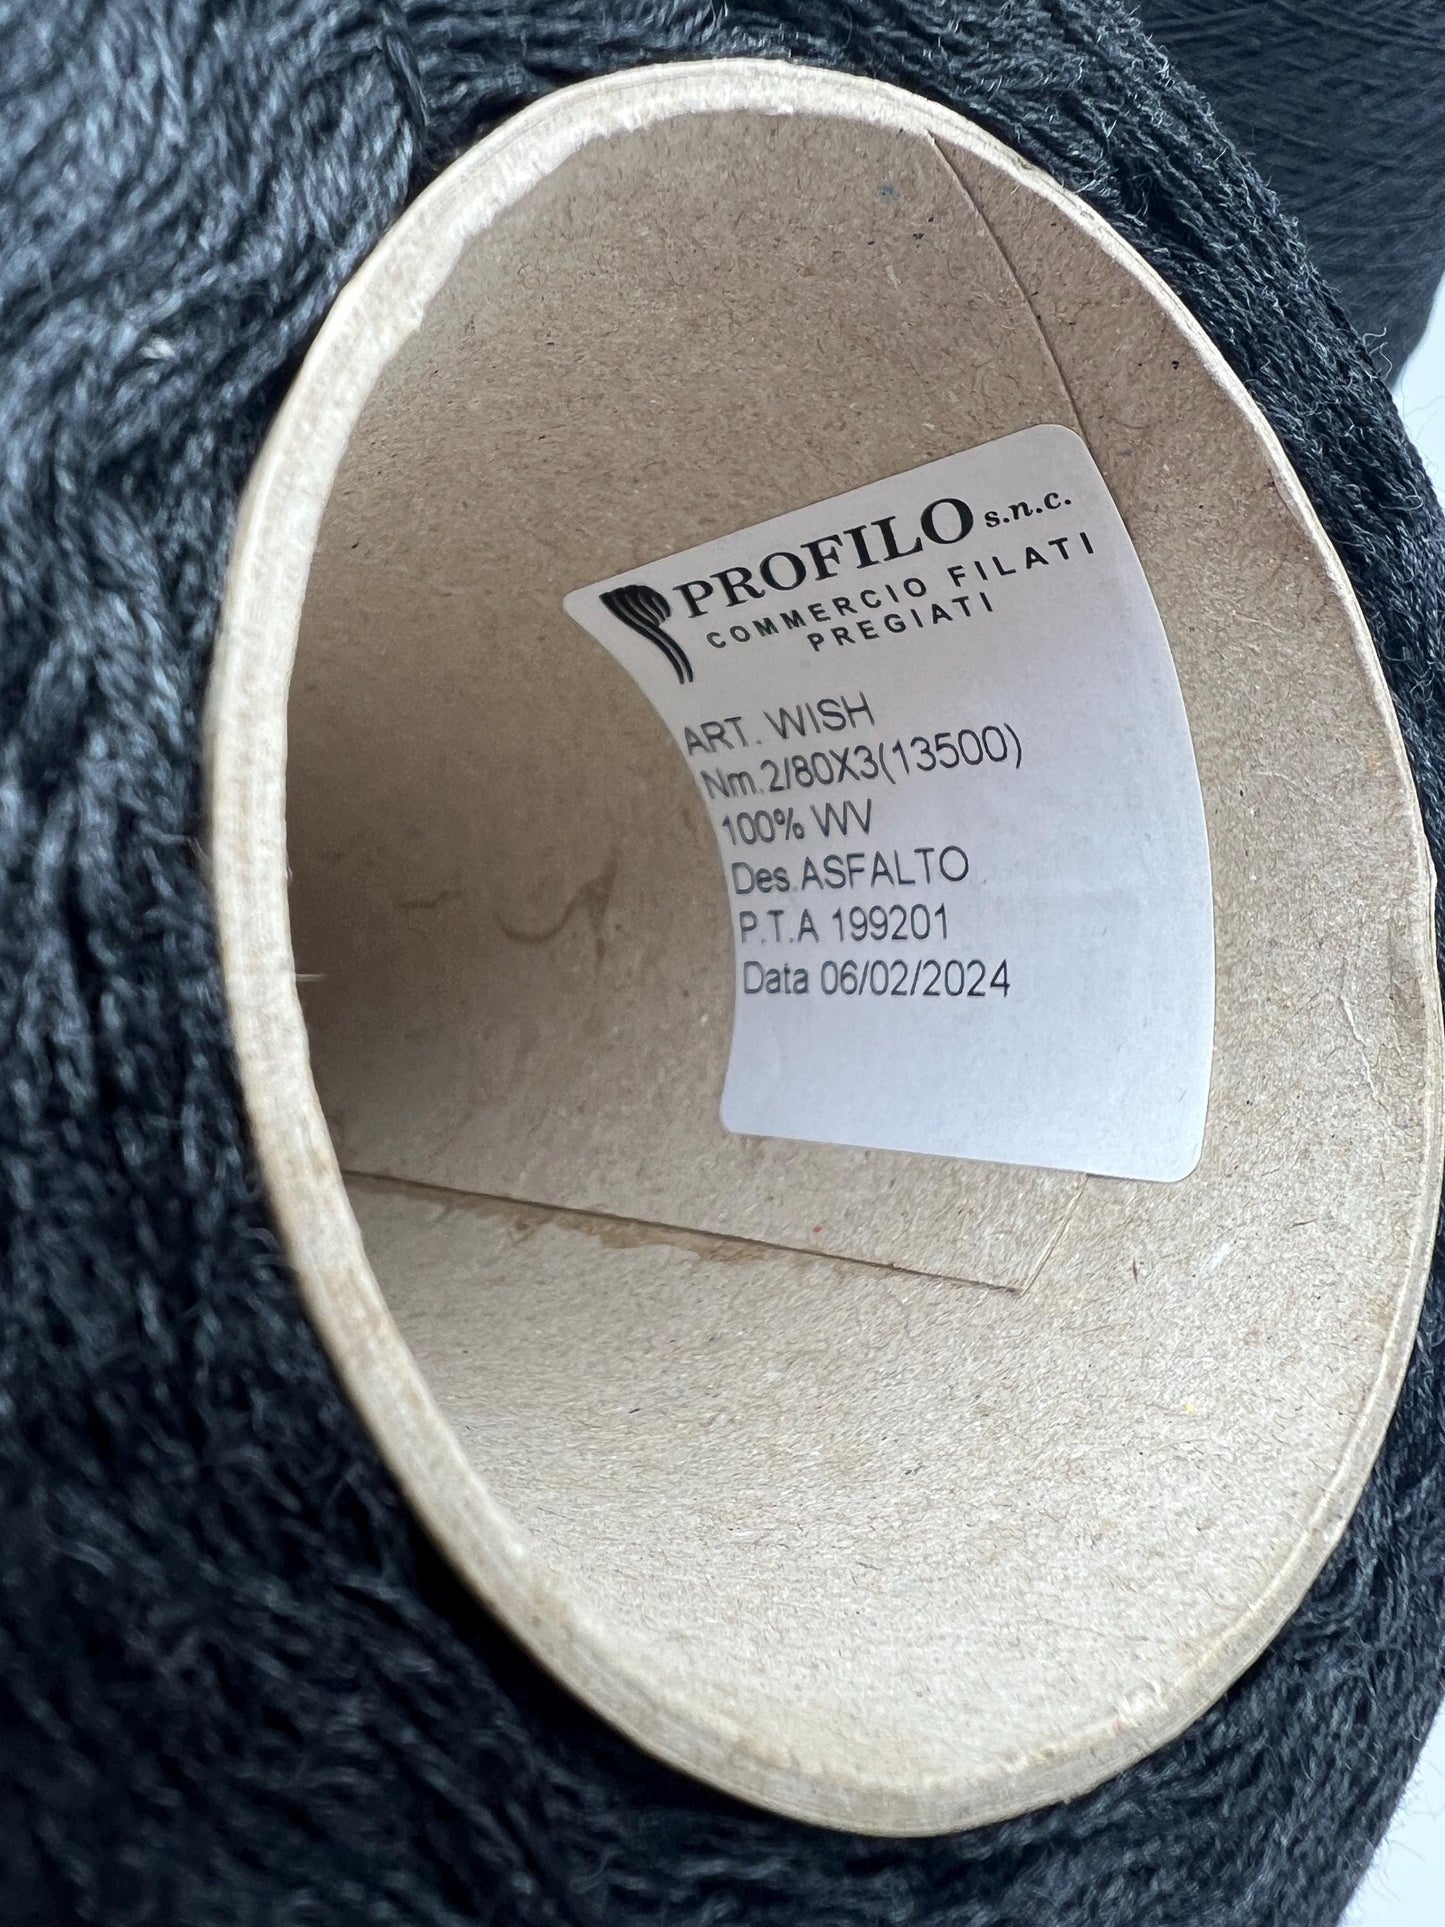 PROFILO s.n.c.
COMMERCIO FILATI
PREGIATI
ART. WISH
Nm.2/80X3(13500)
100% WV
Des.ASFALTO
P.T.A 199201
Data 06/02/2024